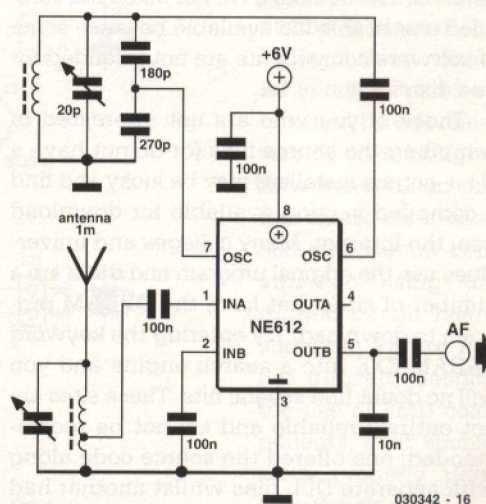 180p
+6V
20p
270p
100n
100n
antenna
1m
8
7
OSC
OSC
6
100n
1
INA
OUTA
4
NE612
2
INB
OUTB
5
AF
3
100n
100n
10n
030342 - 16